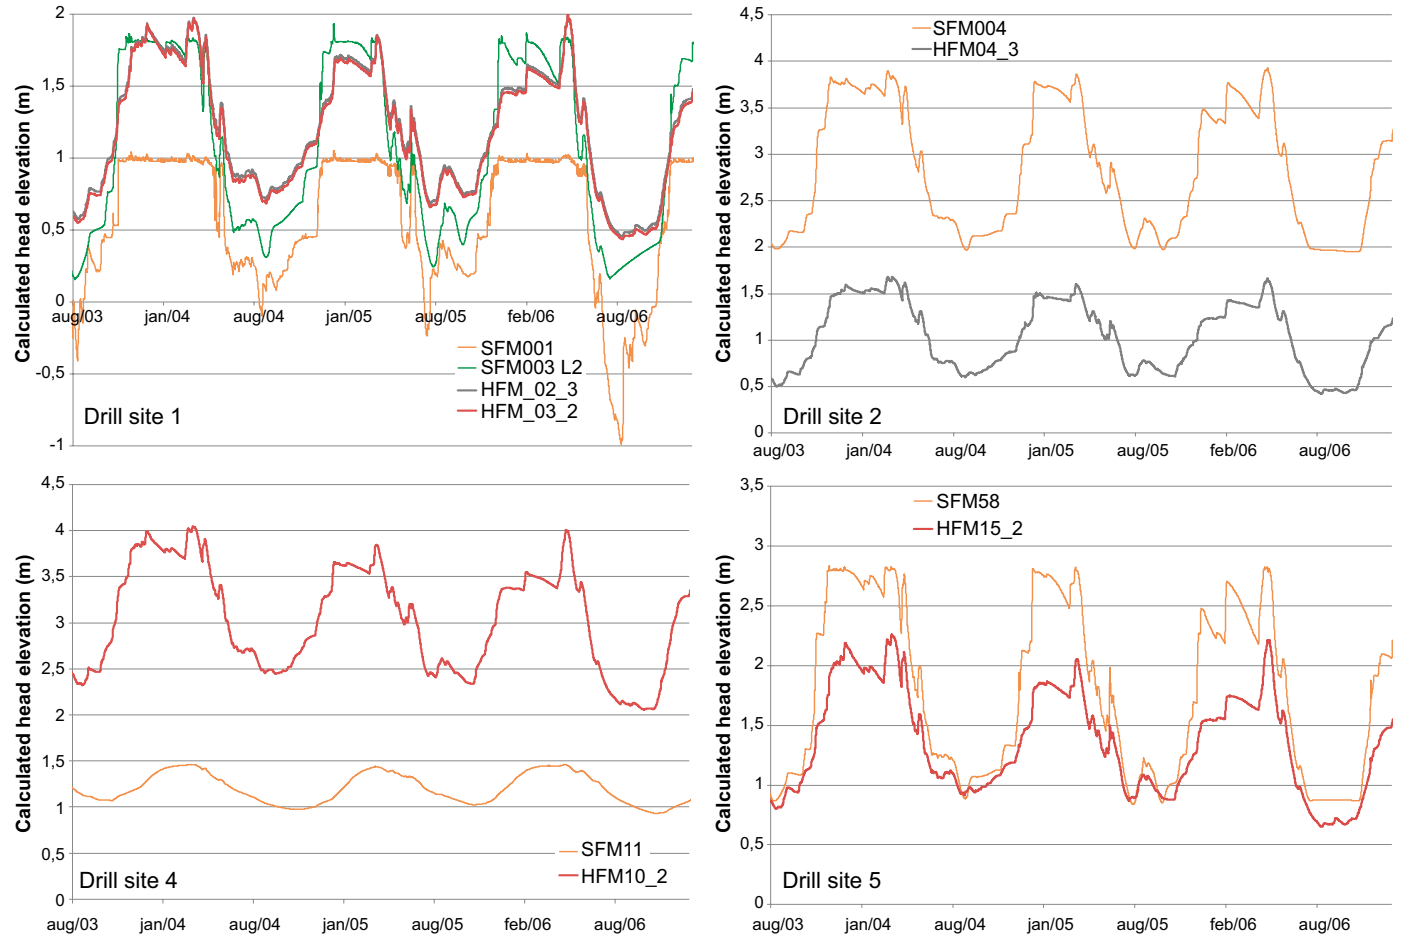 Calculated head elevation (m)
2
1,5
1
0,5
0
-0,5
-1
aug/03 jan/04 aug/04 jan/05 aug/05 feb/06 aug/06
SFM001
SFM003 L2
HFM_02_3
HFM_03_2
Drill site 1
Calculated head elevation (m)
4,5
4
3,5
3
2,5
2
1,5
1
0,5
0
SFM004
HFM04_3
Drill site 2
aug/03 jan/04 aug/04 jan/05 aug/05 feb/06 aug/06
Calculated head elevation (m)
4,5
4
3,5
3
2,5
2
1,5
1
0,5
0
SFM11
HFM10_2
Drill site 4
aug/03 jan/04 aug/04 jan/05 aug/05 feb/06 aug/06
Calculated head elevation (m)
3,5
3
2,5
2
1,5
1
0,5
0
SFM58
HFM15_2
Drill site 5
aug/03 jan/04 aug/04 jan/05 aug/05 feb/06 aug/06